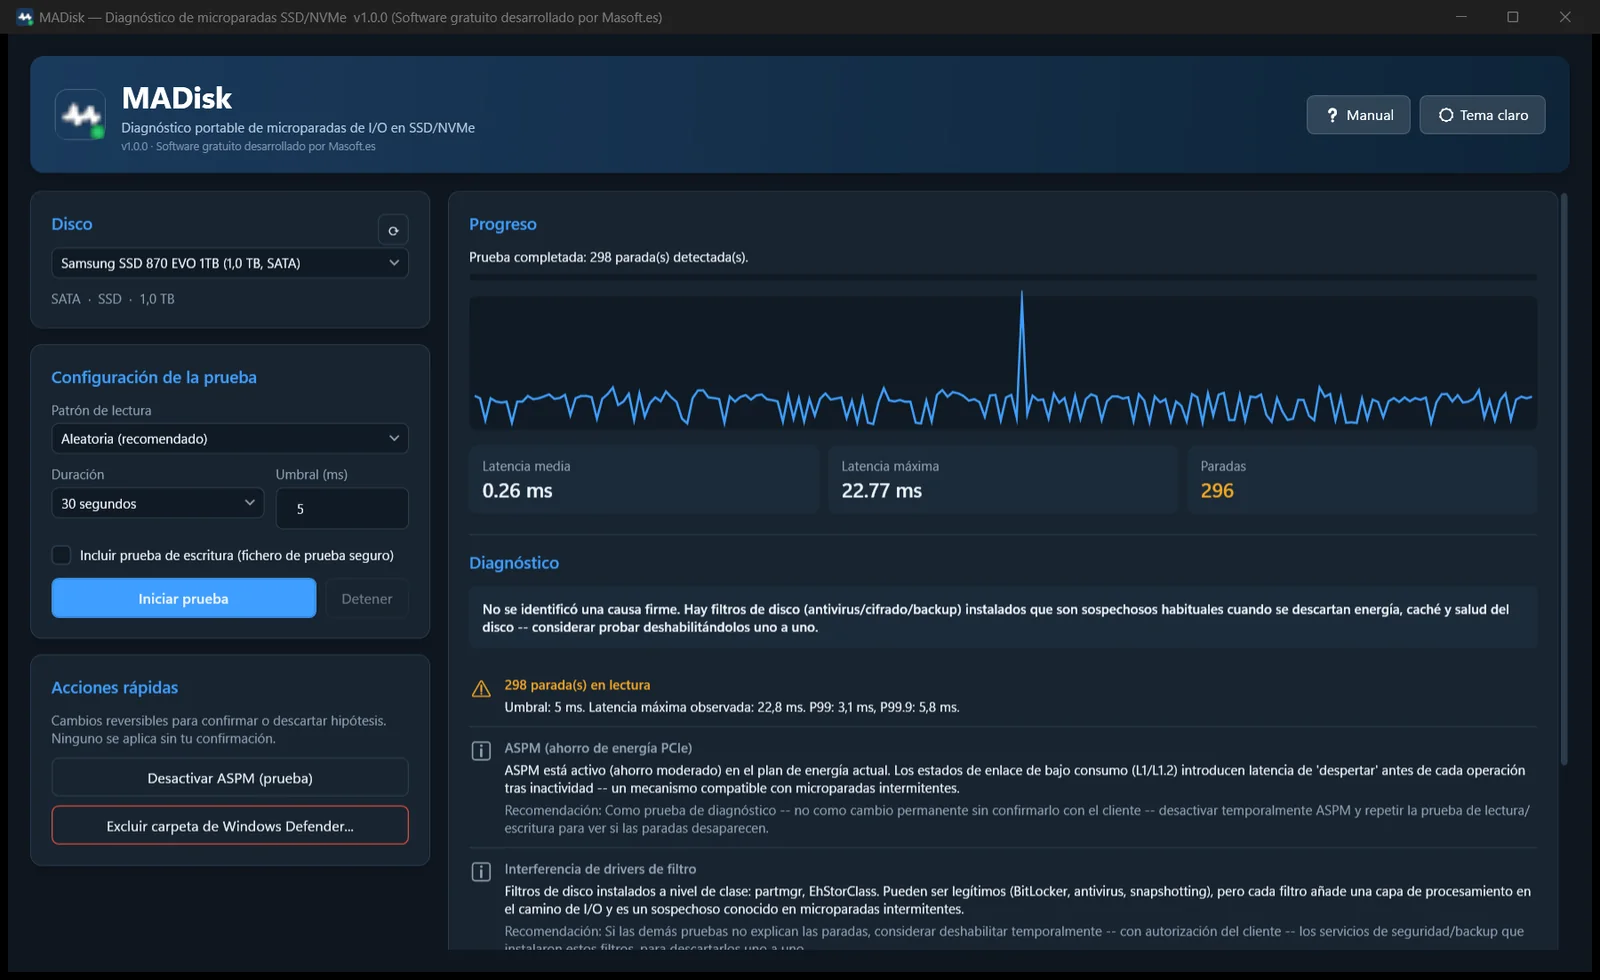 MADisk — Diagnóstico de microparadas SSD/NVMe v1.0.0 (Software gratuito desarrollado por Masoft.es)
MADisk
Diagnóstico portable de microparadas de I/O en SSD/NVMe
v1.0.0 · Software gratuito desarrollado por Masoft.es
? Manual
Tema claro
Disco
Samsung SSD 870 EVO 1TB (1,0 TB, SATA)
SATA · SSD · 1,0 TB
Configuración de la prueba
Patrón de lectura
Aleatoria (recomendado)
Duración
Umbral (ms)
30 segundos
5
Incluir prueba de escritura (fichero de prueba seguro)
Iniciar prueba
Detener
Acciones rápidas
Cambios reversibles para confirmar o descartar hipótesis.
Ninguno se aplica sin tu confirmación.
Desactivar ASPM (prueba)
Excluir carpeta de Windows Defender...
Progreso
Prueba completada: 298 parada(s) detectada(s).
Latencia media
0.26 ms
Latencia máxima
22.77 ms
Paradas
296
Diagnóstico
No se identificó una causa firme. Hay filtros de disco (antivirus/cifrado/backup) instalados que son sospechosos habituales cuando se descartan energía, caché y salud del
disco -- considerar probar deshabilitándolos uno a uno.
298 parada(s) en lectura
Umbral: 5 ms. Latencia máxima observada: 22,8 ms. P99: 3,1 ms, P99.9: 5,8 ms.
ASPM (ahorro de energía PCIe)
ASPM está activo (ahorro moderado) en el plan de energía actual. Los estados de enlace de bajo consumo (L1/L1.2) introducen latencia de 'despertar' antes de cada operación
tras inactividad -- un mecanismo compatible con microparadas intermitentes.
Recomendación: Como prueba de diagnóstico -- no como cambio permanente sin confirmarlo con el cliente -- desactivar temporalmente ASPM y repetir la prueba de lectura/
escritura para ver si las paradas desaparecen.
Interferencia de drivers de filtro
Filtros de disco instalados a nivel de clase: partmgr, EhStorClass. Pueden ser legítimos (BitLocker, antivirus, snapshotting), pero cada filtro añade una capa de procesamiento en
el camino de I/O y es un sospechoso conocido en microparadas intermitentes.
Recomendación: Si las demás pruebas no explican las paradas, considerar deshabilitar temporalmente -- con autorización del cliente -- los servicios de seguridad/backup que
instalaron estos filtros, para descartarlos uno a uno.